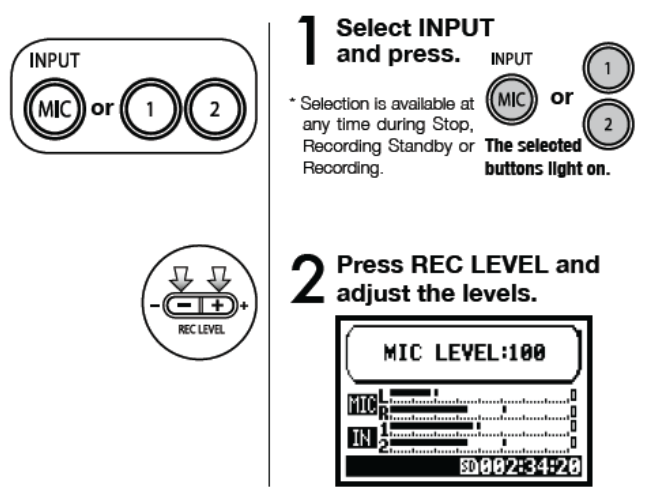 INPUT
MIC or 1 2
1 Select INPUT
and press.
* Selection is available at
any time during Stop,
Recording Standby or
Recording.
INPUT
MIC or 1
2
The selected
buttons light on.
- − + +
REC LEVEL
2 Press REC LEVEL and
adjust the levels.
MIC LEVEL:100
MIC L
R
IN 1
2
SD 002:34:20